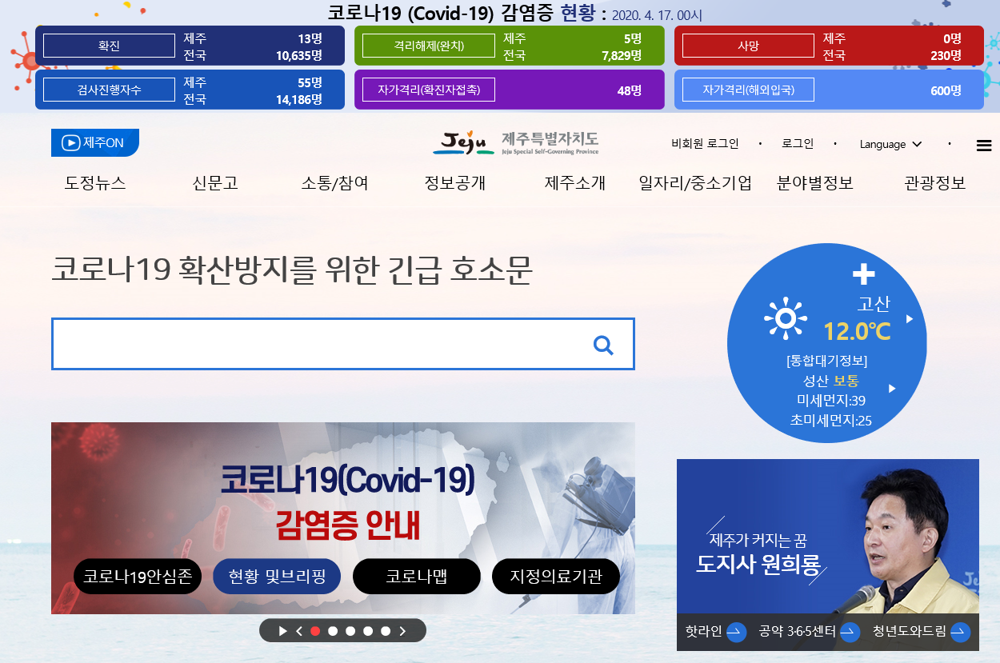 코로나19 (Covid-19) 감염증 현황 : 2020. 4. 17. 00시
확진
제주 13명
전국 10,635명
격리해제(완치)
제주 5명
전국 7,829명
사망
제주 0명
전국 230명
검사진행자수
제주 55명
전국 14,186명
자가격리(확진자접촉) 48명
자가격리(해외입국) 600명
제주ON
Jeju 제주특별자치도
Jeju Special Self-Governing Province
비회원 로그인 • 로그인 • Language •
도정뉴스 신문고 소통/참여 정보공개 제주소개 일자리/중소기업 분야별정보 관광정보
코로나19 확산방지를 위한 긴급 호소문
고산
12.0℃
[통합대기정보]
성산 보통
미세먼지:39
초미세먼지:25
코로나19(Covid-19)
감염증 안내
코로나19안심존 현황 및브리핑 코로나맵 지정의료기관
제주가 커지는 꿈
도지사 원희룡
핫라인 공약 3·6·5센터 청년도와드림